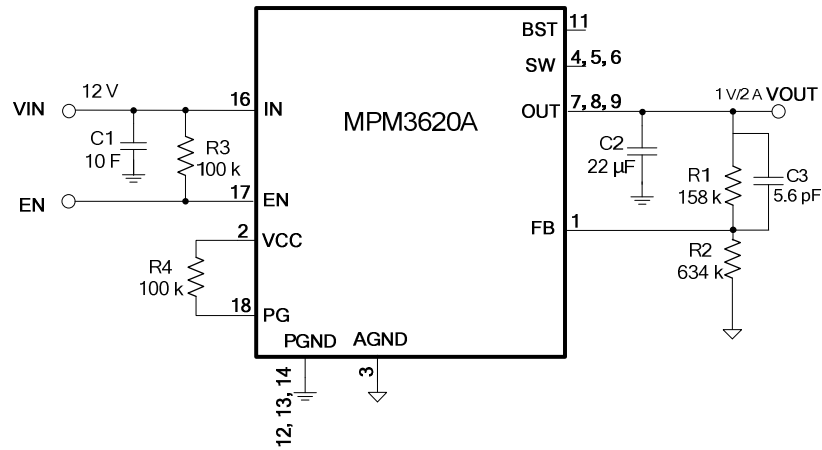 BST
11
SW
4, 5, 6
12 V
1 V/2 A
VOUT
VIN
16
IN
MPM3620A
OUT
7, 8, 9
C1
10 F
R3
100 k
C2
22 µF
R1
158 k
C3
5.6 pF
EN
17
EN
FB
1
2
VCC
R2
634 k
R4
100 k
18
PG
PGND
AGND
12, 13, 14
3